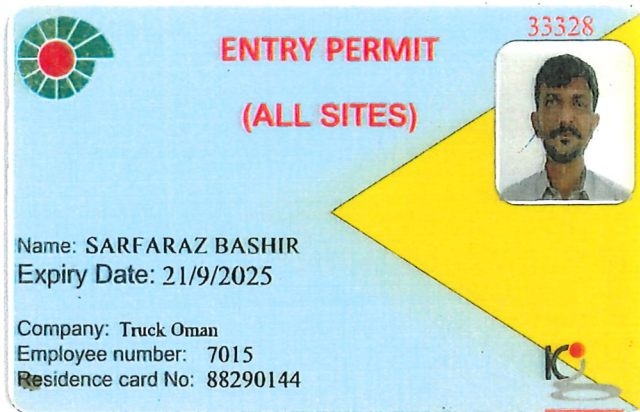 33328
ENTRY PERMIT
(ALL SITES)
Name: SARFARAZ BASHIR
Expiry Date: 21/9/2025
Company: Truck Oman
Employee number: 7015
Residence card No: 88290144